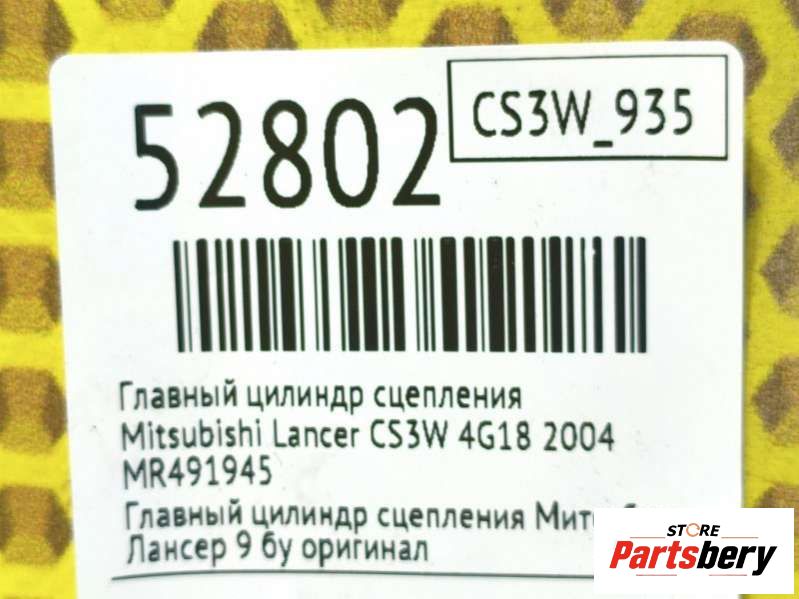 52802
CS3W_935
Главный цилиндр сцепления
Mitsubishi Lancer CS3W 4G18 2004
MR491945
Главный цилиндр сцепления
Лансер 9 бу оригинал
STORE
Partsbery